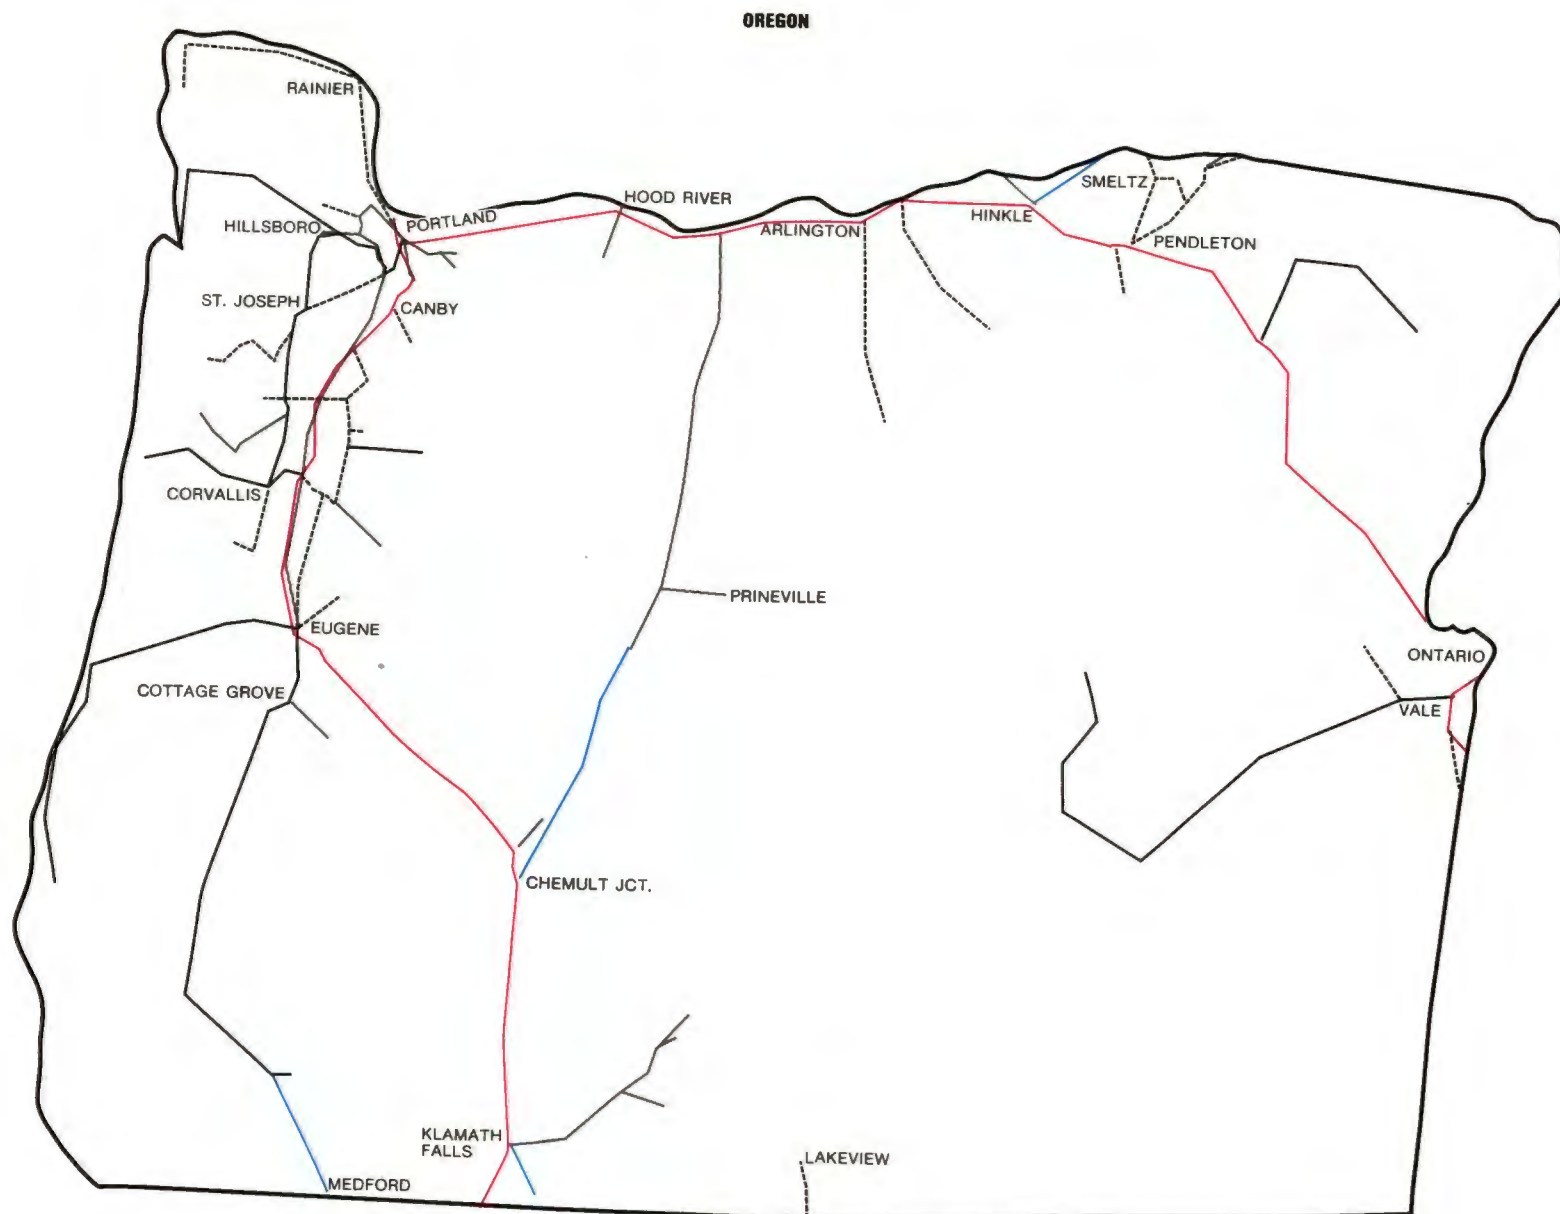 OREGON
RAINIER
HOOD RIVER
SMELTZ
PORTLAND
HILLSBORO
HINKLE
ARLINGTON
PENDLETON
ST. JOSEPH
CANBY
CORVALLIS
PRINEVILLE
EUGENE
ONTARIO
COTTAGE GROVE
VALE
CHEMULT JCT.
KLAMATH
FALLS
LAKEVIEW
MEDFORD